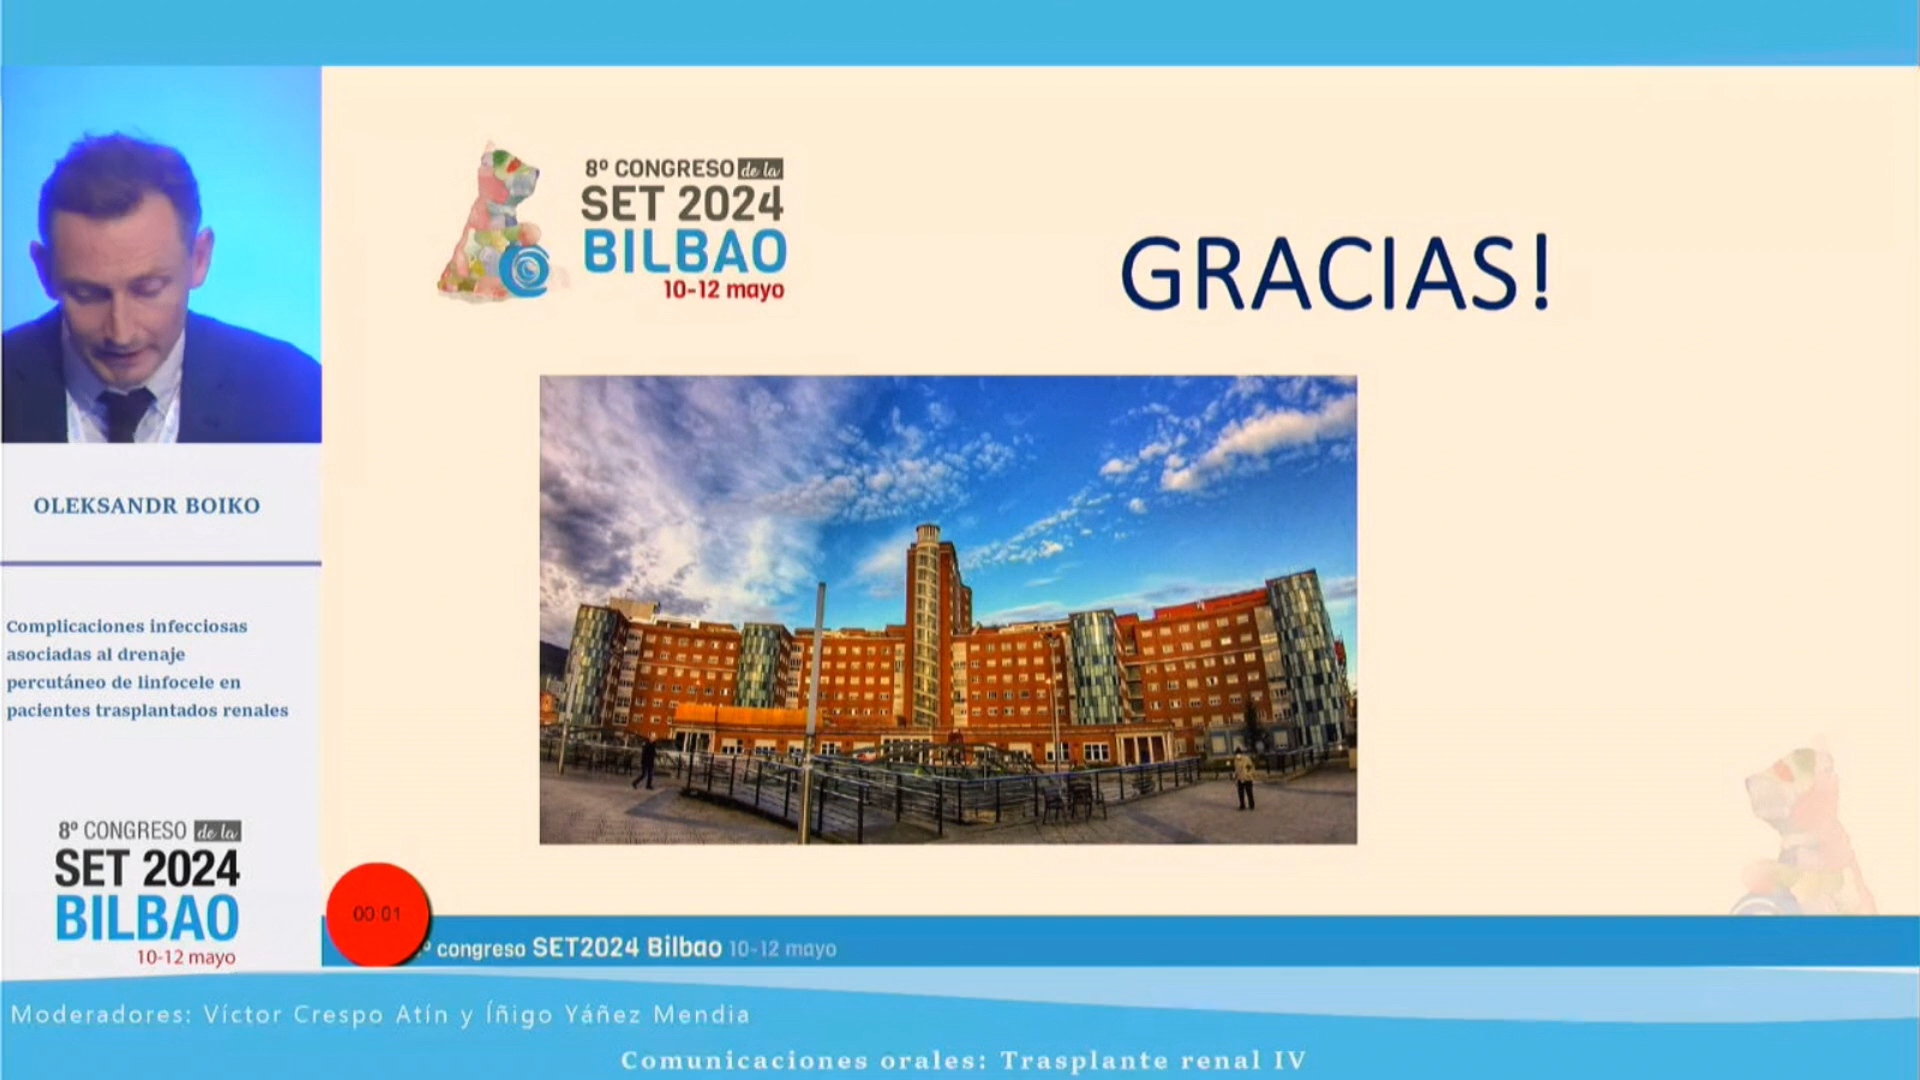 8º CONGRESO de la
SET 2024
BILBAO
10-12 mayo
GRACIAS!
OLEKSANDR BOIKO
Complicaciones infecciosas
asociadas al drenaje
percutáneo de linfocele en
pacientes trasplantados renales
8º CONGRESO de la
SET 2024
BILBAO
10-12 mayo
00:01
º congreso SET2024 Bilbao 10-12 mayo
Moderadores: Víctor Crespo Atín y Íñigo Yáñez Mendia
Comunicaciones orales: Trasplante renal IV